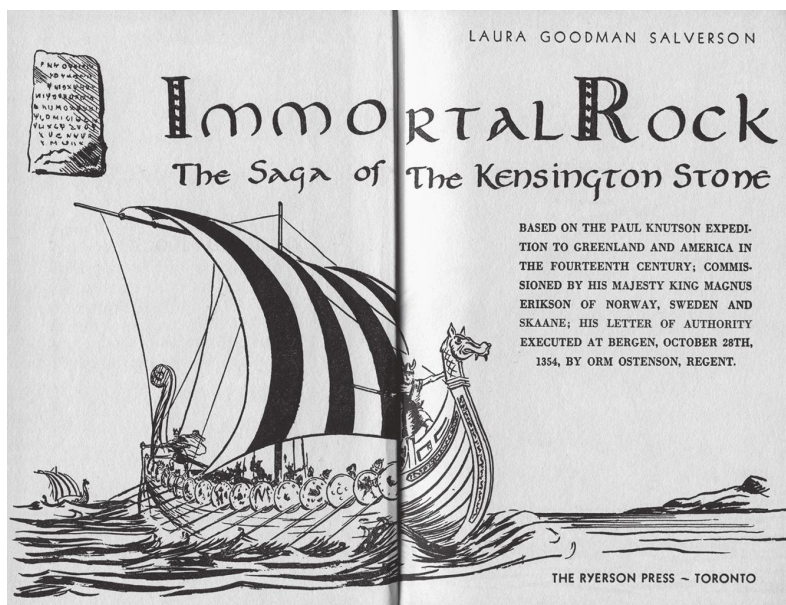 LAURA GOODMAN SALVERSON
IMMORTAL ROCK
The Saga of The Kensington Stone
BASED ON THE PAUL KNUTSON EXPEDI-
TION TO GREENLAND AND AMERICA IN
THE FOURTEENTH CENTURY; COMMIS-
SIONED BY HIS MAJESTY KING MAGNUS
ERIKSON OF NORWAY, SWEDEN AND
SKAANE; HIS LETTER OF AUTHORITY
EXECUTED AT BERGEN, OCTOBER 28TH,
1354, BY ORM OSTENSON, REGENT.
THE RYERSON PRESS ~ TORONTO